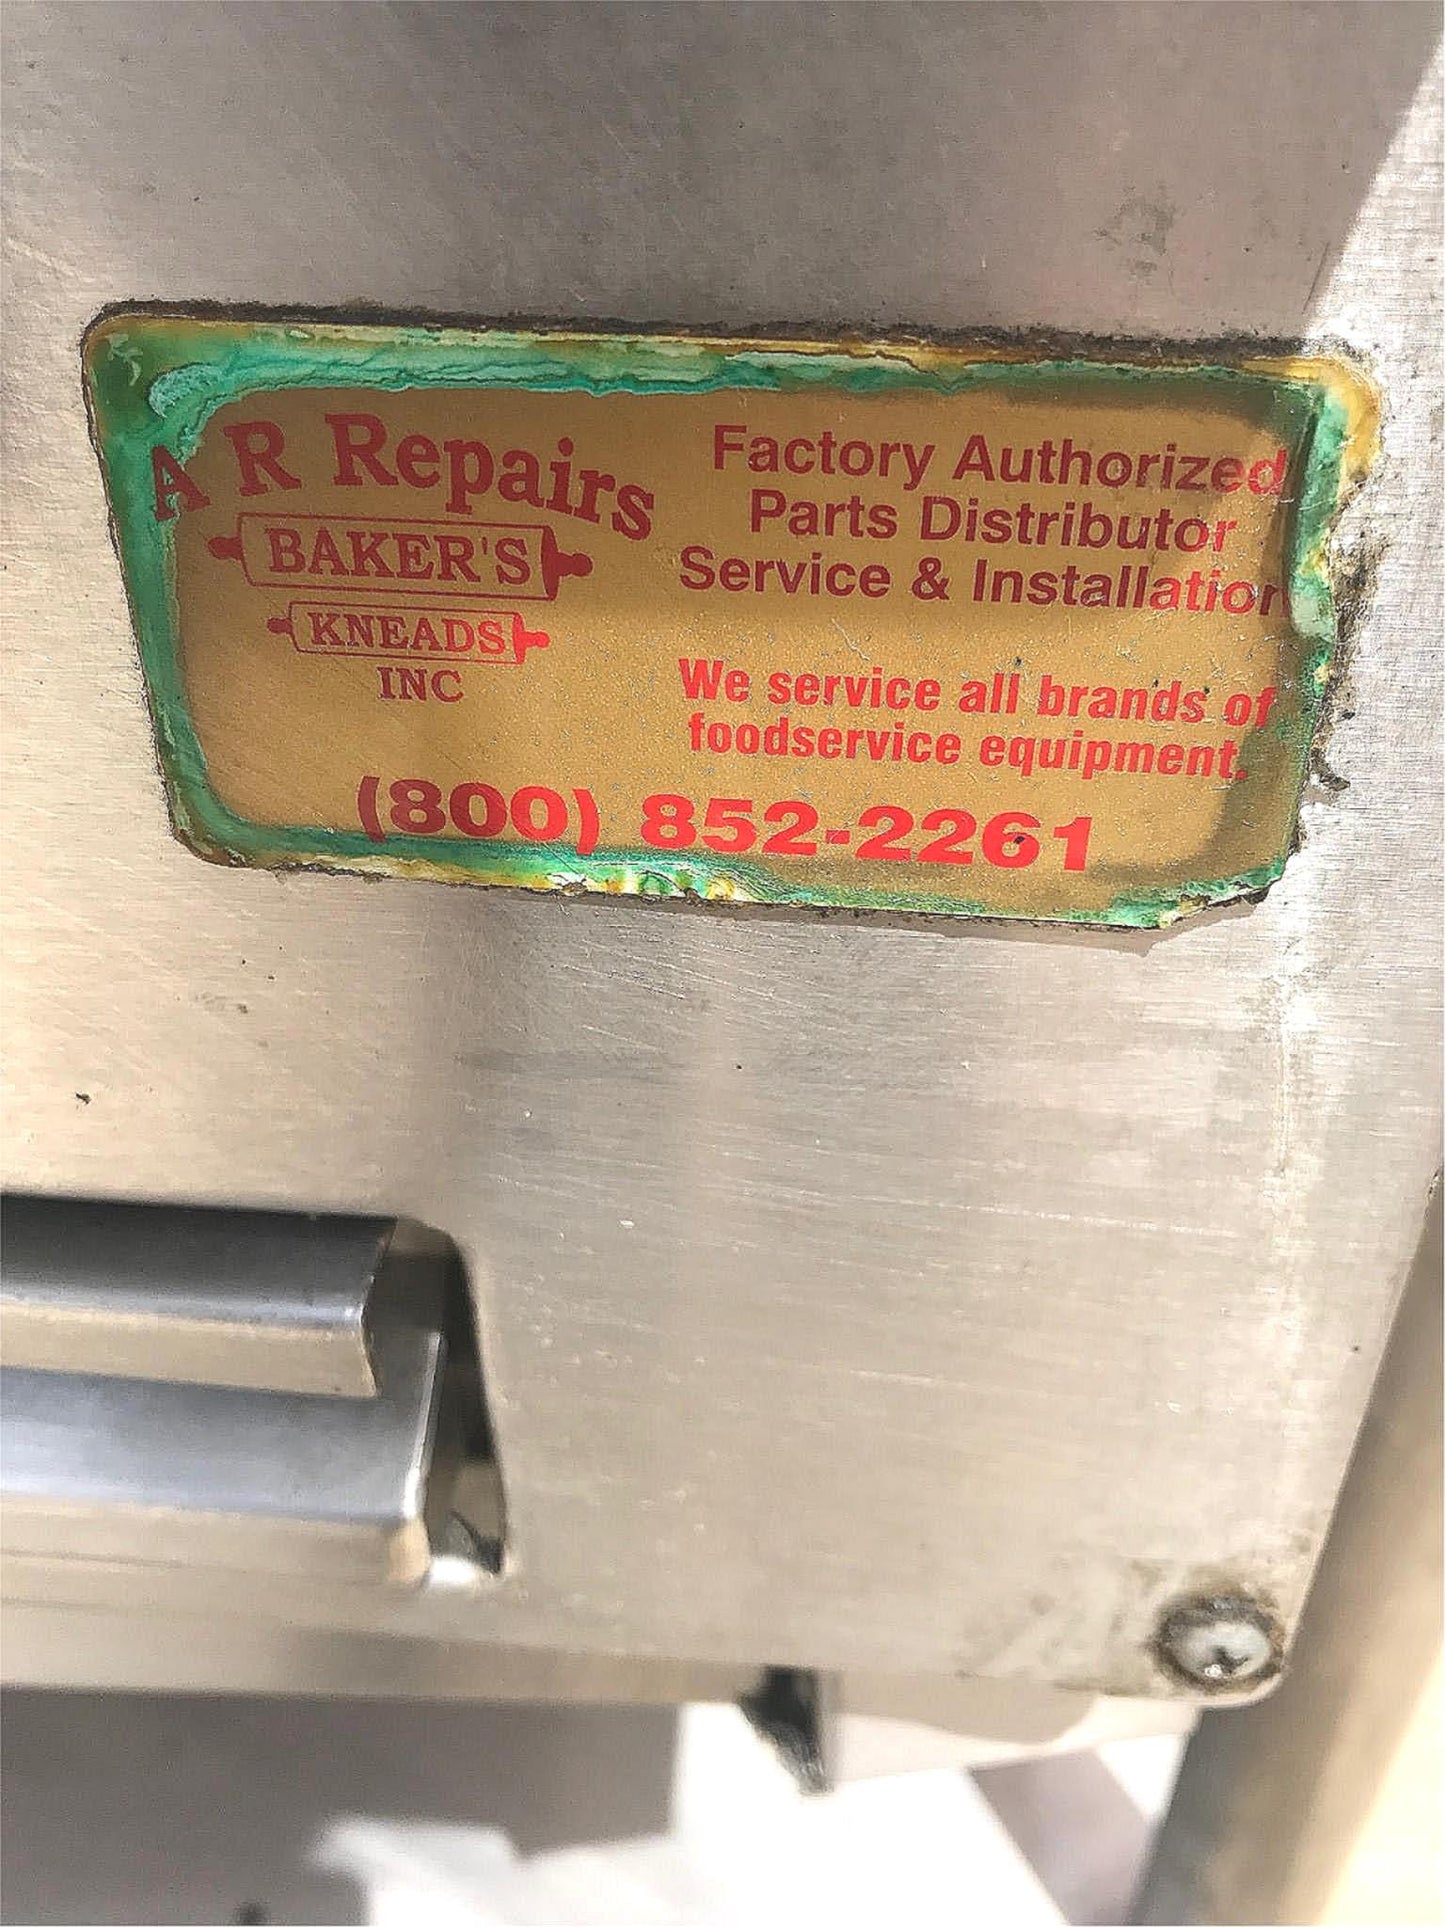 A R Repairs
BAKER'S
KNEADS
INC
Factory Authorized
Parts Distributor
Service & Installation
We service all brands of
foodservice equipment.
(800) 852-2261